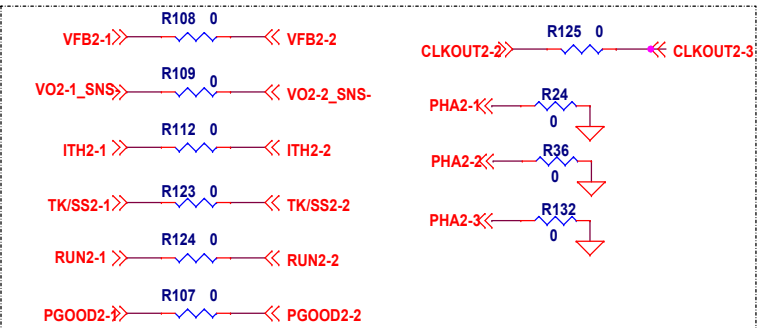 R108 0
VFB2-1 VFB2-2
R109 0
VO2-1_SNS- VO2-2_SNS-
R112 0
ITH2-1 ITH2-2
R123 0
TK/SS2-1 TK/SS2-2
R124 0
RUN2-1 RUN2-2
R107 0
PGOOD2-1 PGOOD2-2
R125 0
CLKOUT2-2 CLKOUT2-3
R24
PHA2-1
0
R36
PHA2-2
0
R132
PHA2-3
0